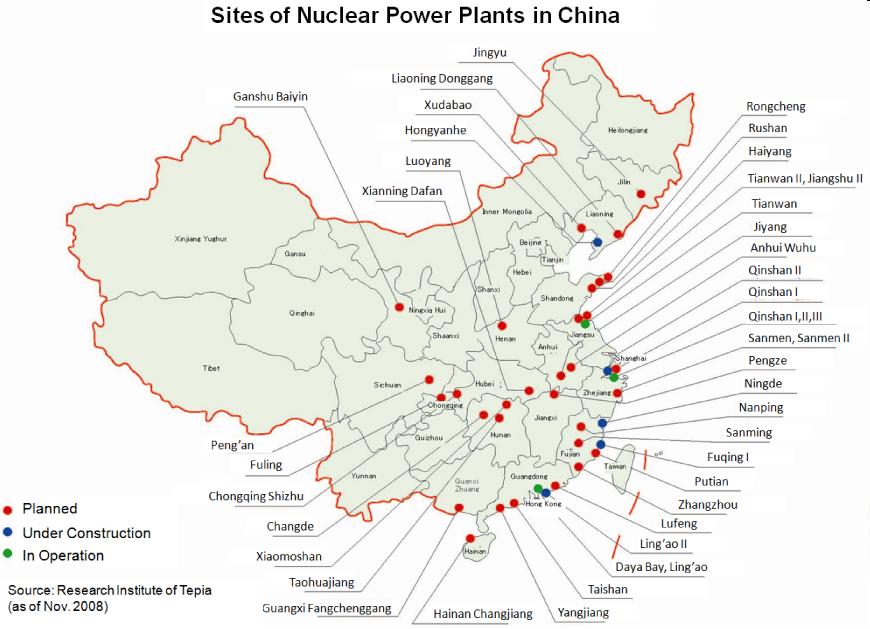 Sites of Nuclear Power Plants in China
Jingyu
Liaoning Donggang
Xudabao
Hongyanhe
Luoyang
Xianning Dafan
Ganshu Baiyin
Rongcheng
Rushan
Haiyang
Tianwan II, Jiangshu II
Tianwan
Jiyang
Anhui Wuhu
Qinshan II
Qinshan I
Qinshan I,II,III
Sanmen, Sanmen II
Pengze
Ningde
Nanping
Sanming
Fuqing I
Putian
Zhangzhou
Lufeng
Ling'ao II
Daya Bay, Ling'ao
Taishan
Yangjiang
Hainan Changjiang
Guangxi Fangchenggang
Taohuajiang
Xiaomoshan
Changde
Chongqing Shizhu
Fuling
Peng'an
Heilongjiang
Jilin
Liaoning
Inner Mongolia
Beijing
Tianjin
Hebei
Shanxi
Shandong
Xinjiang Yughur
Gansu
Qinghai
Ningxia Hui
Shaanxi
Henan
Jiangsu
Anhui
Shanghai
Tibet
Sichuan
Hubei
Chongqing
Zhejiang
Jiangxi
Hunan
Guizhou
Fujian
Taiwan
Yunnan
Guangxi
Zhuang
Guangdong
Hong Kong
Hainan
Planned
Under Construction
In Operation
Source: Research Institute of Tepia
(as of Nov. 2008)